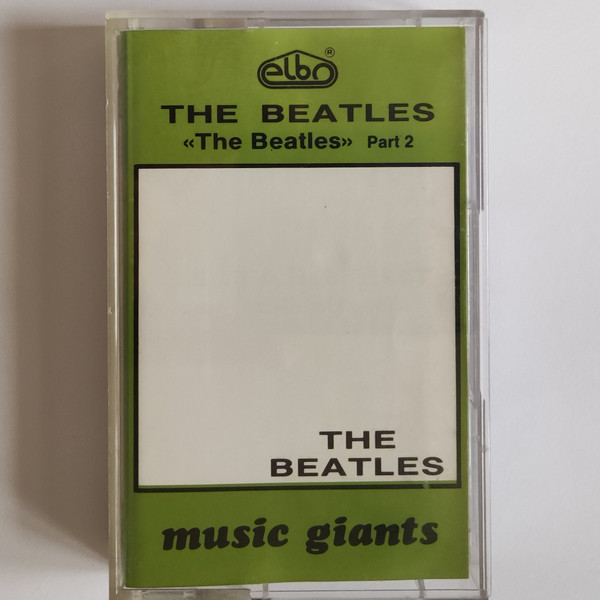 elbo ®
THE BEATLES
«The Beatles» Part 2
THE
BEATLES
music giants